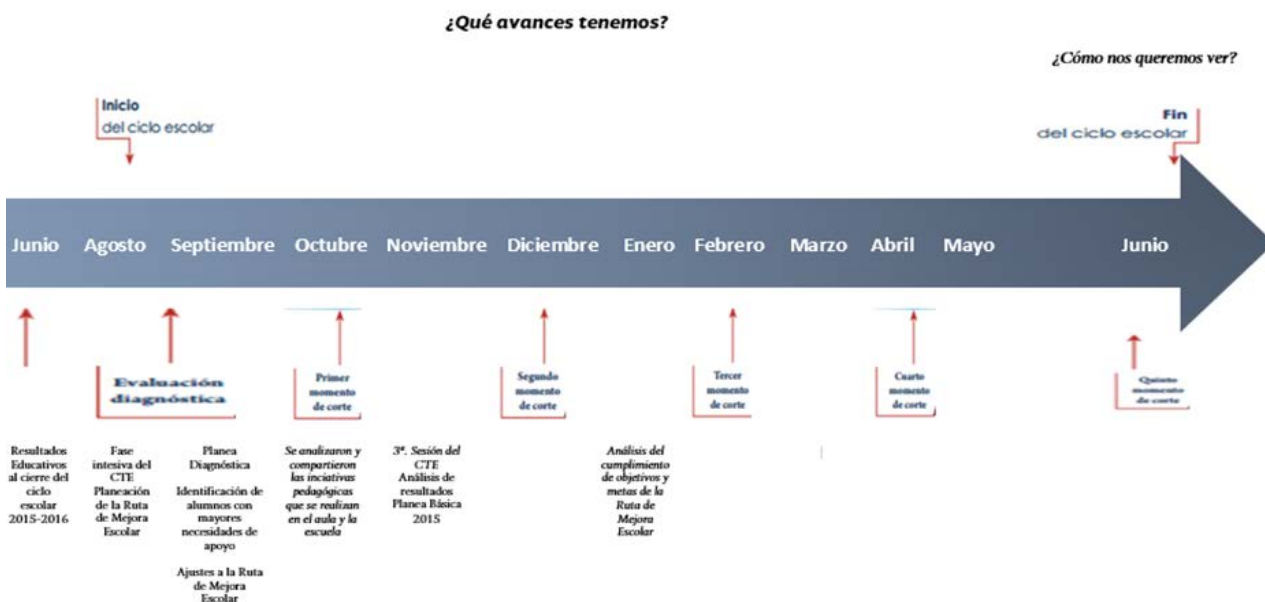 ¿Qué avances tenemos?
¿Cómo nos queremos ver?
Inicio
del ciclo escolar
Fin
del ciclo escolar
Junio Agosto Septiembre Octubre Noviembre Diciembre Enero Febrero Marzo Abril Mayo Junio
Evaluación
diagnóstica
Primer
momento
de corte
Segundo
momento
de corte
Tercer
momento
de corte
Cuarto
momento
de corte
Quinto
momento
de corte
Resultados
Educativos
al cierre del
ciclo
escolar
2015-2016
Fase
intesiva del
CTE
Planeación
de la Ruta
de Mejora
Escolar
Planea
Diagnóstica
Identificación de
alumnos con
mayores
necesidades de
apoyo
Ajustes a la Ruta
de Mejora
Escolar
Se analizaron y
compartieron
las inciativas
pedagógicas
que se realizan
en el aula y la
escuela
3ª. Sesión del
CTE
Análisis de
resultados
Planea Básica
2015
Análisis del
cumplimiento
de objetivos y
metas de la
Ruta de
Mejora
Escolar